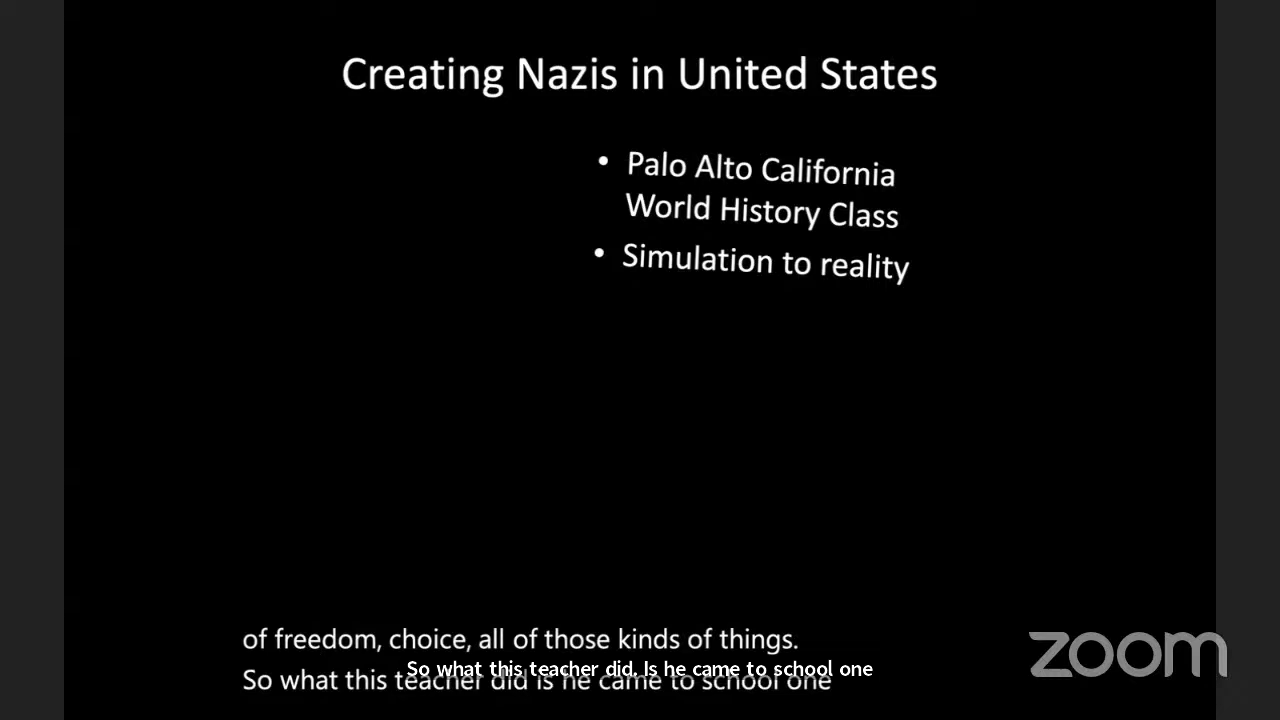 Creating Nazis in United States
• Palo Alto California
World History Class
• Simulation to reality
of freedom, choice, all of those kinds of things.
So what this teacher did. Is he came to school one
So what this teacher did is he came to school one
zoom